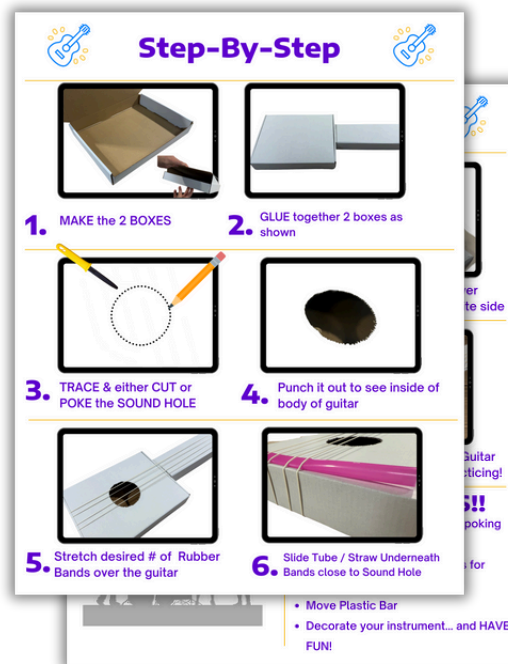 Step-By-Step
1. MAKE the 2 BOXES
2. GLUE together 2 boxes as
shown
3. TRACE & either CUT or
POKE the SOUND HOLE
4. Punch it out to see inside of
body of guitar
5. Stretch desired # of Rubber
Bands over the guitar
6. Slide Tube / Straw Underneath
Bands close to Sound Hole
side
Guitar
!!
poking
for
• Move Plastic Bar
• Decorate your instrument... and HAVE
FUN!